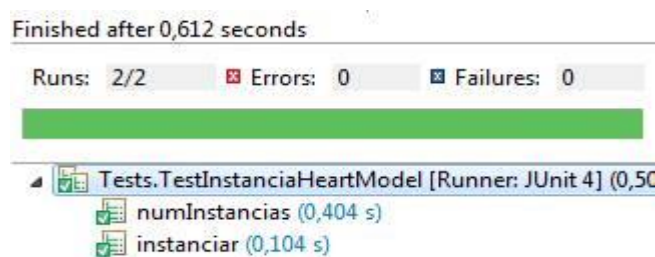 Finished after 0,612 seconds
Runs: 2/2 Errors: 0 Failures: 0
Tests.TestInstanciaHeartModel [Runner: JUnit 4] (0,50
numInstancias (0,404 s)
instanciar (0,104 s)